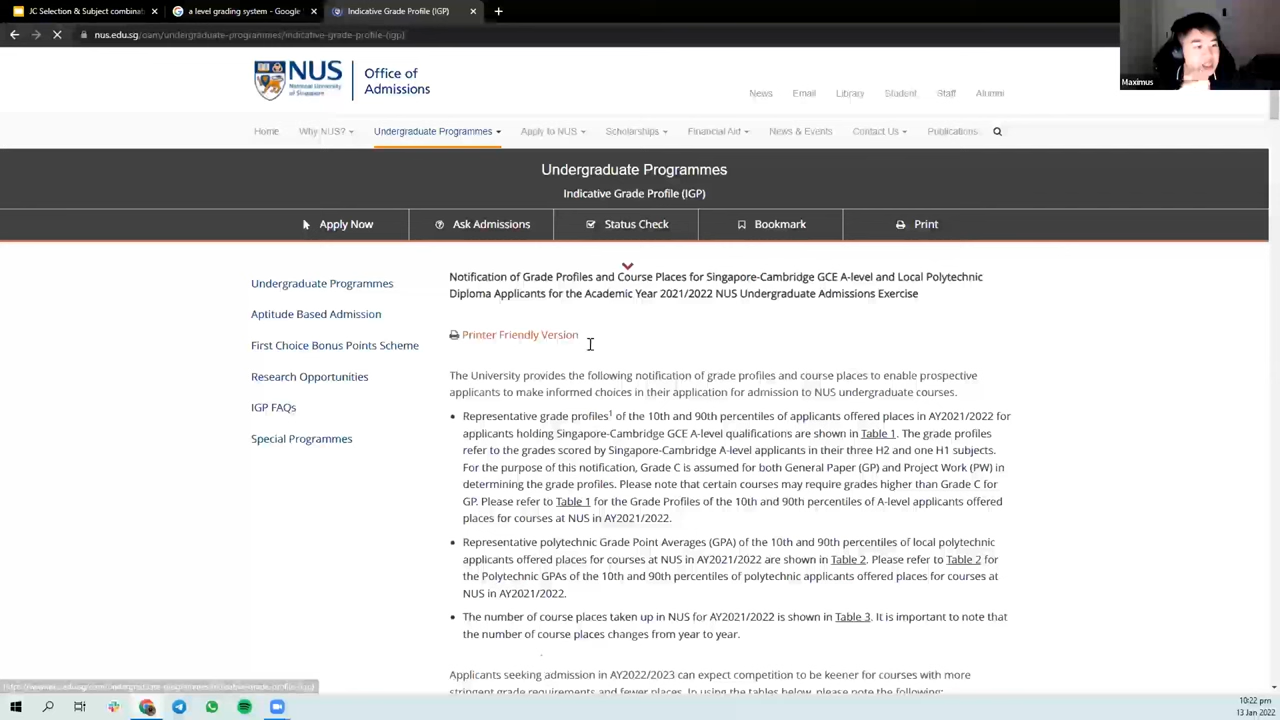 JC Selection & Subject combinat
a level grading system - Google
Indicative Grade Profile (IGP)
nus.edu.sg/oam/undergraduate-programmes/indicative-grade-profile-(igp)
Maximus
NUS
National University
of Singapore
Office of
Admissions
News Email Library Student Staff Alumni
Home Why NUS? Undergraduate Programmes Apply to NUS Scholarships Financial Aid News & Events Contact Us Publications
Undergraduate Programmes
Indicative Grade Profile (IGP)
Apply Now Ask Admissions Status Check Bookmark Print
Undergraduate Programmes
Aptitude Based Admission
First Choice Bonus Points Scheme
Research Opportunities
IGP FAQs
Special Programmes
Notification of Grade Profiles and Course Places for Singapore-Cambridge GCE A-level and Local Polytechnic
Diploma Applicants for the Academic Year 2021/2022 NUS Undergraduate Admissions Exercise
Printer Friendly Version
The University provides the following notification of grade profiles and course places to enable prospective
applicants to make informed choices in their application for admission to NUS undergraduate courses.
Representative grade profiles1 of the 10th and 90th percentiles of applicants offered places in AY2021/2022 for
applicants holding Singapore-Cambridge GCE A-level qualifications are shown in Table 1. The grade profiles
refer to the grades scored by Singapore-Cambridge A-level applicants in their three H2 and one H1 subjects.
For the purpose of this notification, Grade C is assumed for both General Paper (GP) and Project Work (PW) in
determining the grade profiles. Please note that certain courses may require grades higher than Grade C for
GP. Please refer to Table 1 for the Grade Profiles of the 10th and 90th percentiles of A-level applicants offered
places for courses at NUS in AY2021/2022.
Representative polytechnic Grade Point Averages (GPA) of the 10th and 90th percentiles of local polytechnic
applicants offered places for courses at NUS in AY2021/2022 are shown in Table 2. Please refer to Table 2 for
the Polytechnic GPAs of the 10th and 90th percentiles of polytechnic applicants offered places for courses at
NUS in AY2021/2022.
The number of course places taken up in NUS for AY2021/2022 is shown in Table 3. It is important to note that
the number of course places changes from year to year.
Applicants seeking admission in AY2022/2023 can expect competition to be keener for courses with more
stringent grade requirements and fewer places. In using the tables below, please note the following:
10:22 pm
13 Jan 2022